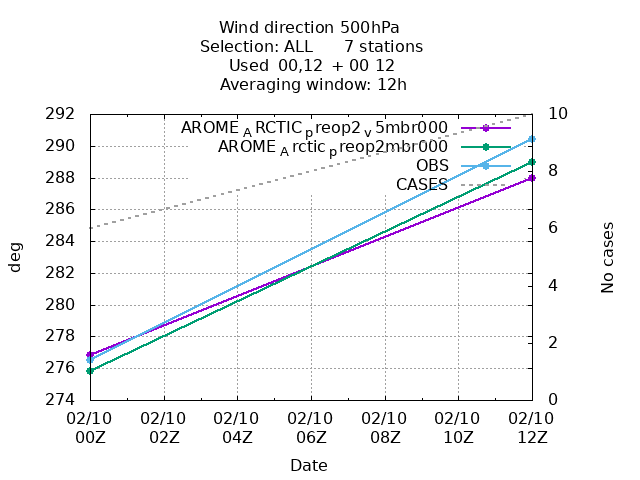 Wind direction 500hPa
Selection: ALL 7 stations
Used 00,12 + 00 12
Averaging window: 12h
292
290
288
286
284
282
280
278
276
274
deg
10
8
6
4
2
0
No cases
AROME_ARCTIC_preop2_v5mbr000
AROME_Arctic_preop2mbr000
OBS
CASES
02/10 02/10 02/10 02/10 02/10 02/10 02/10
00Z 02Z 04Z 06Z 08Z 10Z 12Z
Date